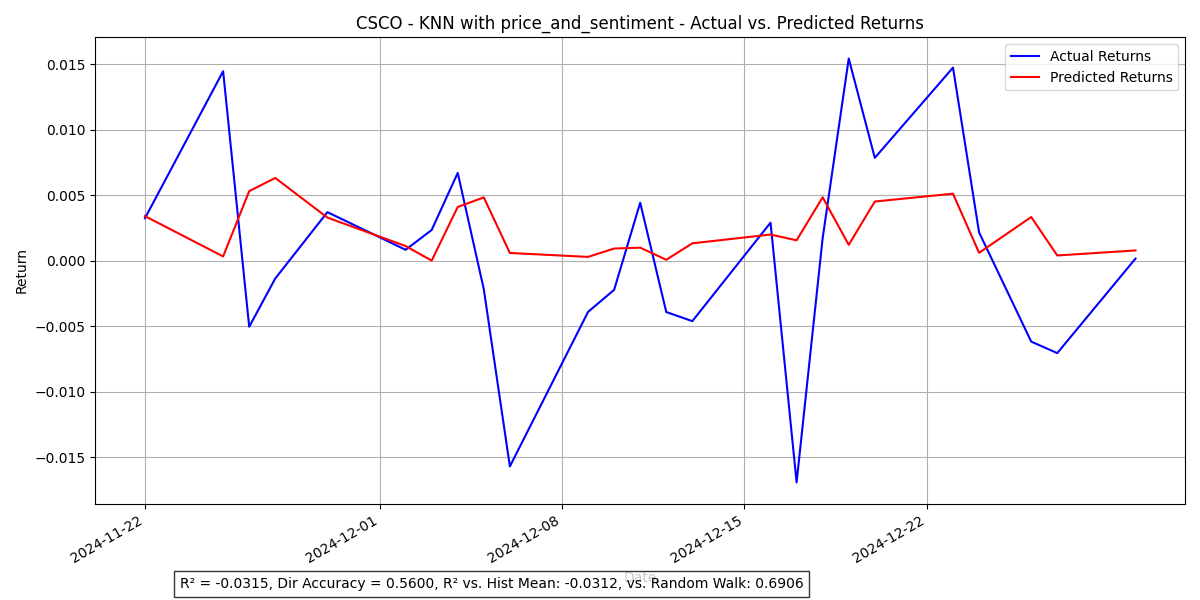 CSCO - KNN with price_and_sentiment - Actual vs. Predicted Returns
Actual Returns
Predicted Returns
Return
0.015
0.010
0.005
0.000
−0.005
−0.010
−0.015
2024-11-22
2024-12-01
2024-12-08
2024-12-15
2024-12-22
Date
R² = -0.0315, Dir Accuracy = 0.5600, R² vs. Hist Mean: -0.0312, vs. Random Walk: 0.6906